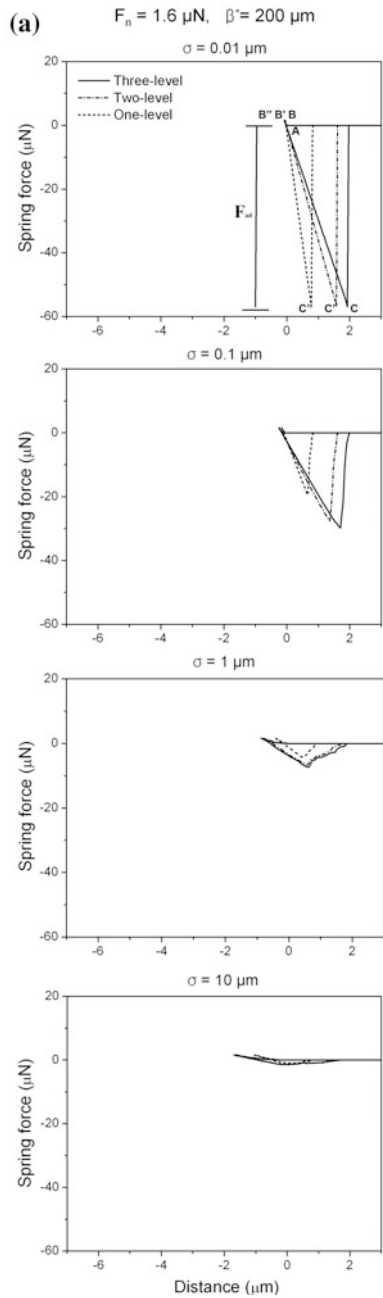 (a) Fn = 1.6 µN, β* = 200 µm
σ = 0.01 µm
Three-level
Two-level
One-level
B" B' B
A
Fad
C" C' C
20
0
-20
-40
-60
Spring force (µN)
-6 -4 -2 0 2
σ = 0.1 µm
20
0
-20
-40
-60
Spring force (µN)
-6 -4 -2 0 2
σ = 1 µm
20
0
-20
-40
-60
Spring force (µN)
-6 -4 -2 0 2
σ = 10 µm
20
0
-20
-40
-60
Spring force (µN)
-6 -4 -2 0 2
Distance (µm)